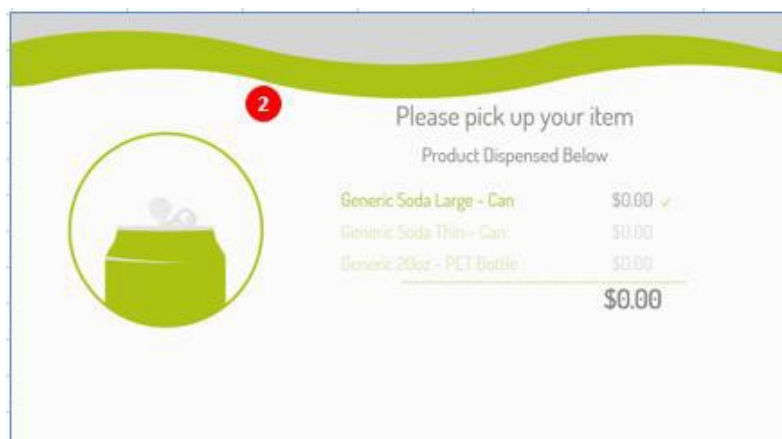 2
Please pick up your item
Product Dispensed Below
Generic Soda Large - Can $0.00 ✓
Generic Soda Thin - Can $0.00
Generic 20oz - PET Bottle $0.00
$0.00